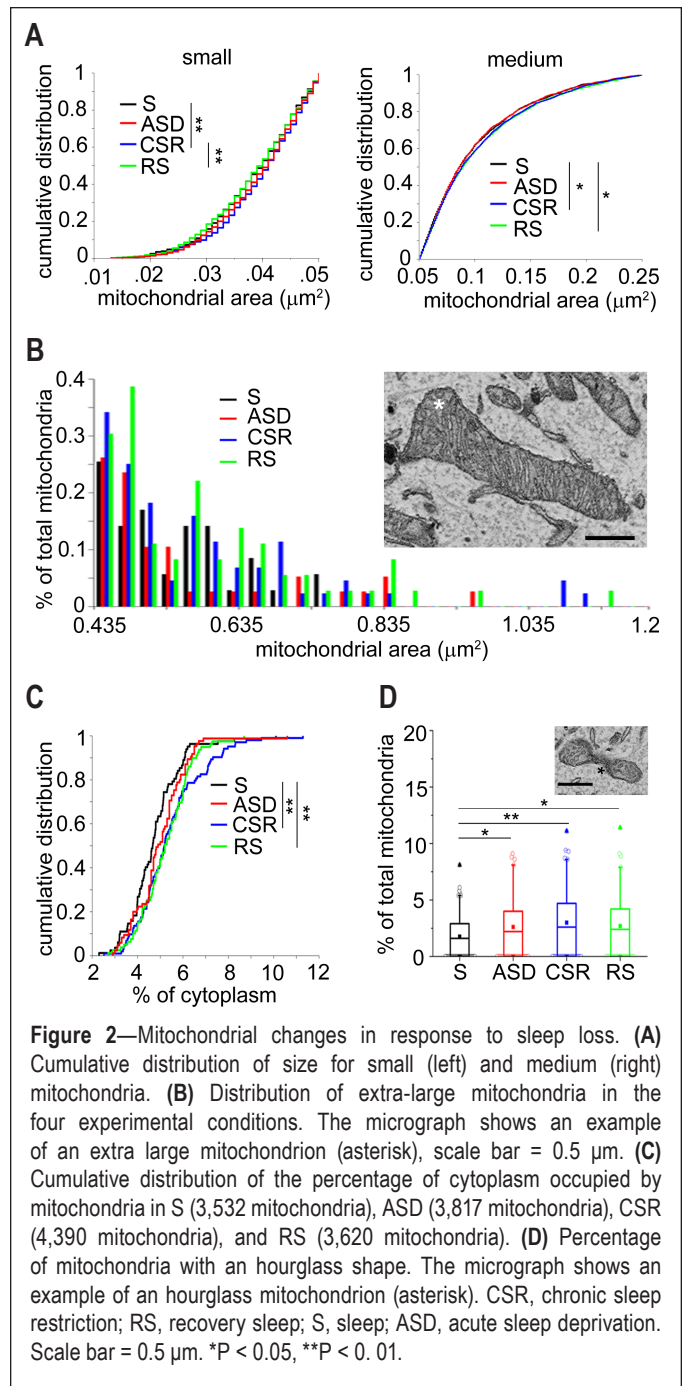 A
small
medium
cumulative distribution
1
0.8
0.6
0.4
0.2
0
S
ASD
CSR
RS
**
**
.01 .02 .03 .04 .05
mitochondrial area (μm²)
cumulative distribution
1
0.8
0.6
0.4
0.2
0
S
ASD
CSR
RS
*
*
0.05 0.1 0.15 0.2 0.25
mitochondrial area (μm²)
B
% of total mitochondria
0.4
0.3
0.2
0.1
0
S
ASD
CSR
RS
*
0.435 0.635 0.835 1.035 1.2
mitochondrial area (μm²)
C
cumulative distribution
1
0.8
0.6
0.4
0.2
0
S
ASD
CSR
RS
**
**
2 4 6 8 10 12
% of cytoplasm
D
% of total mitochondria
20
15
10
5
0
*
*
**
*
S ASD CSR RS
Figure 2—Mitochondrial changes in response to sleep loss. (A)
Cumulative distribution of size for small (left) and medium (right)
mitochondria. (B) Distribution of extra-large mitochondria in the
four experimental conditions. The micrograph shows an example
of an extra large mitochondrion (asterisk), scale bar = 0.5 μm. (C)
Cumulative distribution of the percentage of cytoplasm occupied by
mitochondria in S (3,532 mitochondria), ASD (3,817 mitochondria), CSR
(4,390 mitochondria), and RS (3,620 mitochondria). (D) Percentage
of mitochondria with an hourglass shape. The micrograph shows an
example of an hourglass mitochondrion (asterisk). CSR, chronic sleep
restriction; RS, recovery sleep; S, sleep; ASD, acute sleep deprivation.
Scale bar = 0.5 μm. *P < 0.05, **P < 0. 01.